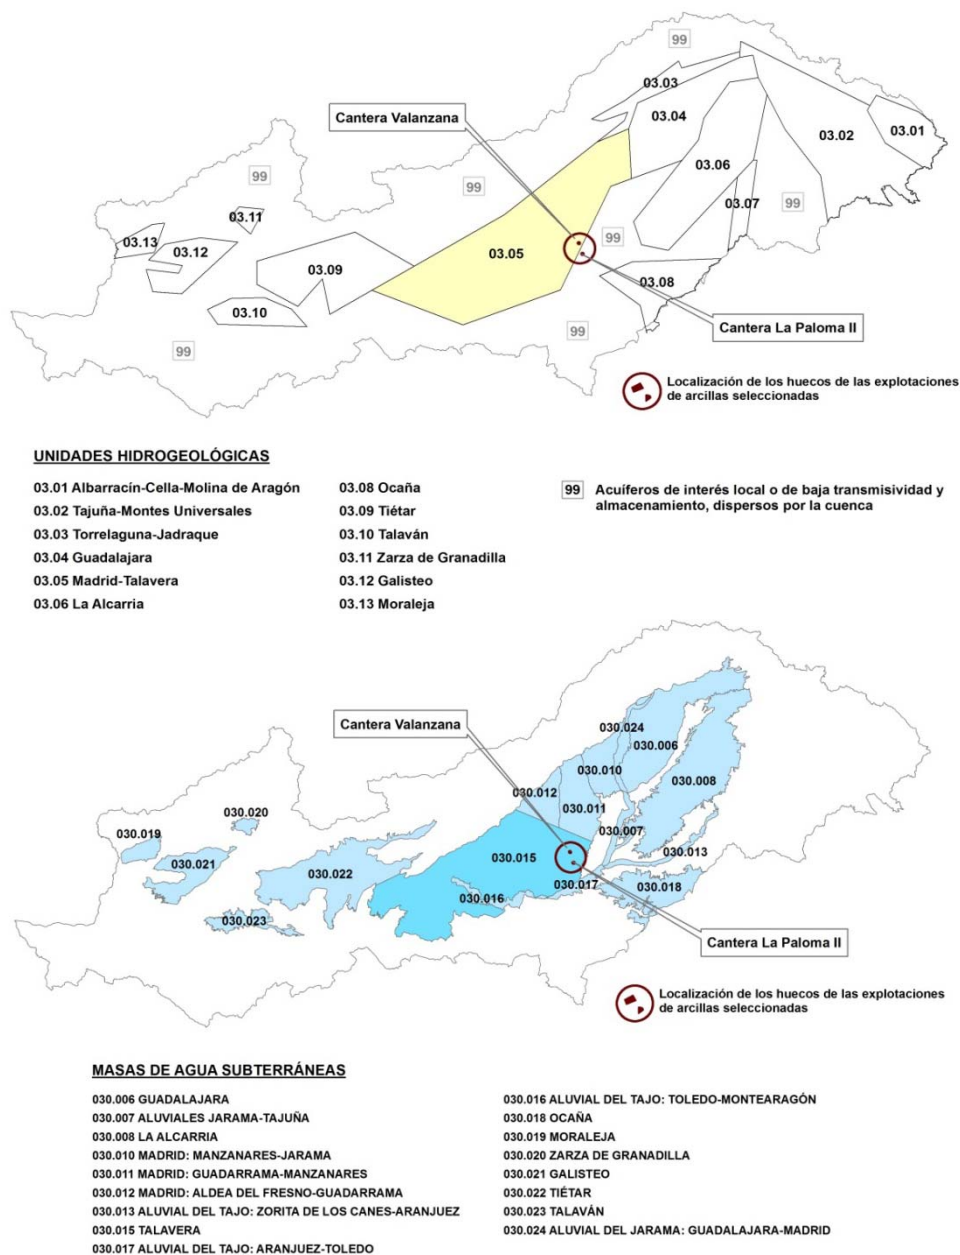 99
03.03
Cantera Valanzana
03.04
03.02
03.01
99
99
03.06
99
03.07
03.11
03.13
03.12
99
03.05
03.09
03.08
03.10
99
99
Cantera La Paloma II
Localización de los huecos de las explotaciones
de arcillas seleccionadas
UNIDADES HIDROGEOLÓGICAS
03.01 Albarracín-Cella-Molina de Aragón
03.02 Tajuña-Montes Universales
03.03 Torrelaguna-Jadraque
03.04 Guadalajara
03.05 Madrid-Talavera
03.06 La Alcarria
03.08 Ocaña
03.09 Tiétar
03.10 Talaván
03.11 Zarza de Granadilla
03.12 Galisteo
03.13 Moraleja
99 Acuíferos de interés local o de baja transmisividad y
almacenamiento, dispersos por la cuenca
Cantera Valanzana
030.024
030.006
030.010
030.008
030.012
030.011
030.020
030.019
030.007
030.013
030.021
030.015
030.022
030.017
030.018
030.016
030.023
Cantera La Paloma II
Localización de los huecos de las explotaciones
de arcillas seleccionadas
MASAS DE AGUA SUBTERRÁNEAS
030.006 GUADALAJARA
030.007 ALUVIALES JARAMA-TAJUÑA
030.008 LA ALCARRIA
030.010 MADRID: MANZANARES-JARAMA
030.011 MADRID: GUADARRAMA-MANZANARES
030.012 MADRID: ALDEA DEL FRESNO-GUADARRAMA
030.013 ALUVIAL DEL TAJO: ZORITA DE LOS CANES-ARANJUEZ
030.015 TALAVERA
030.017 ALUVIAL DEL TAJO: ARANJUEZ-TOLEDO
030.016 ALUVIAL DEL TAJO: TOLEDO-MONTEARAGÓN
030.018 OCAÑA
030.019 MORALEJA
030.020 ZARZA DE GRANADILLA
030.021 GALISTEO
030.022 TIÉTAR
030.023 TALAVÁN
030.024 ALUVIAL DEL JARAMA: GUADALAJARA-MADRID